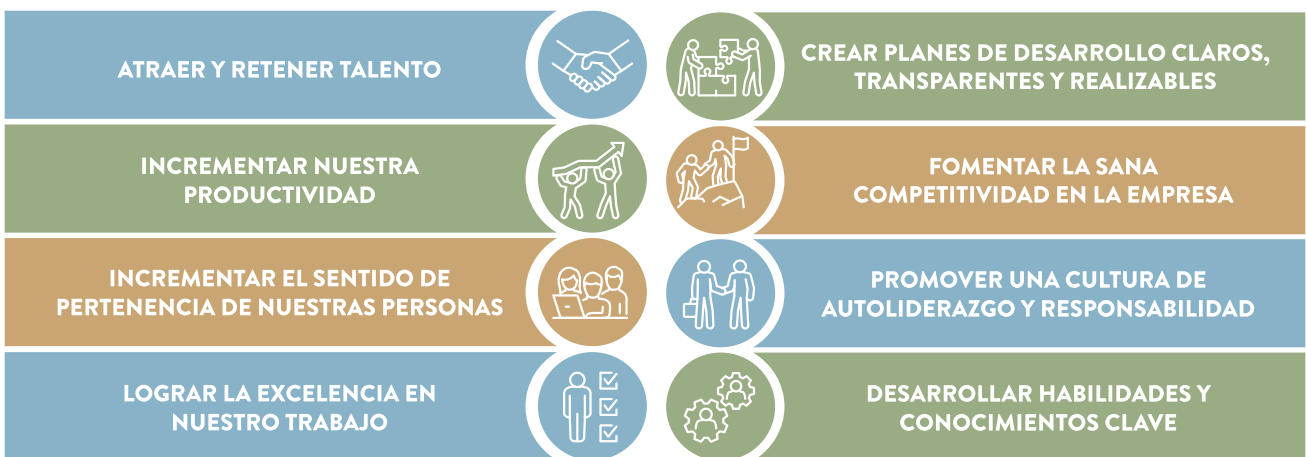 ATRAER Y RETENER TALENTO
CREAR PLANES DE DESARROLLO CLAROS,
TRANSPARENTES Y REALIZABLES
INCREMENTAR NUESTRA
PRODUCTIVIDAD
FOMENTAR LA SANA
COMPETITIVIDAD EN LA EMPRESA
INCREMENTAR EL SENTIDO DE
PERTENENCIA DE NUESTRAS PERSONAS
PROMOVER UNA CULTURA DE
AUTOLIDERAZGO Y RESPONSABILIDAD
LOGRAR LA EXCELENCIA EN
NUESTRO TRABAJO
DESARROLLAR HABILIDADES Y
CONOCIMIENTOS CLAVE